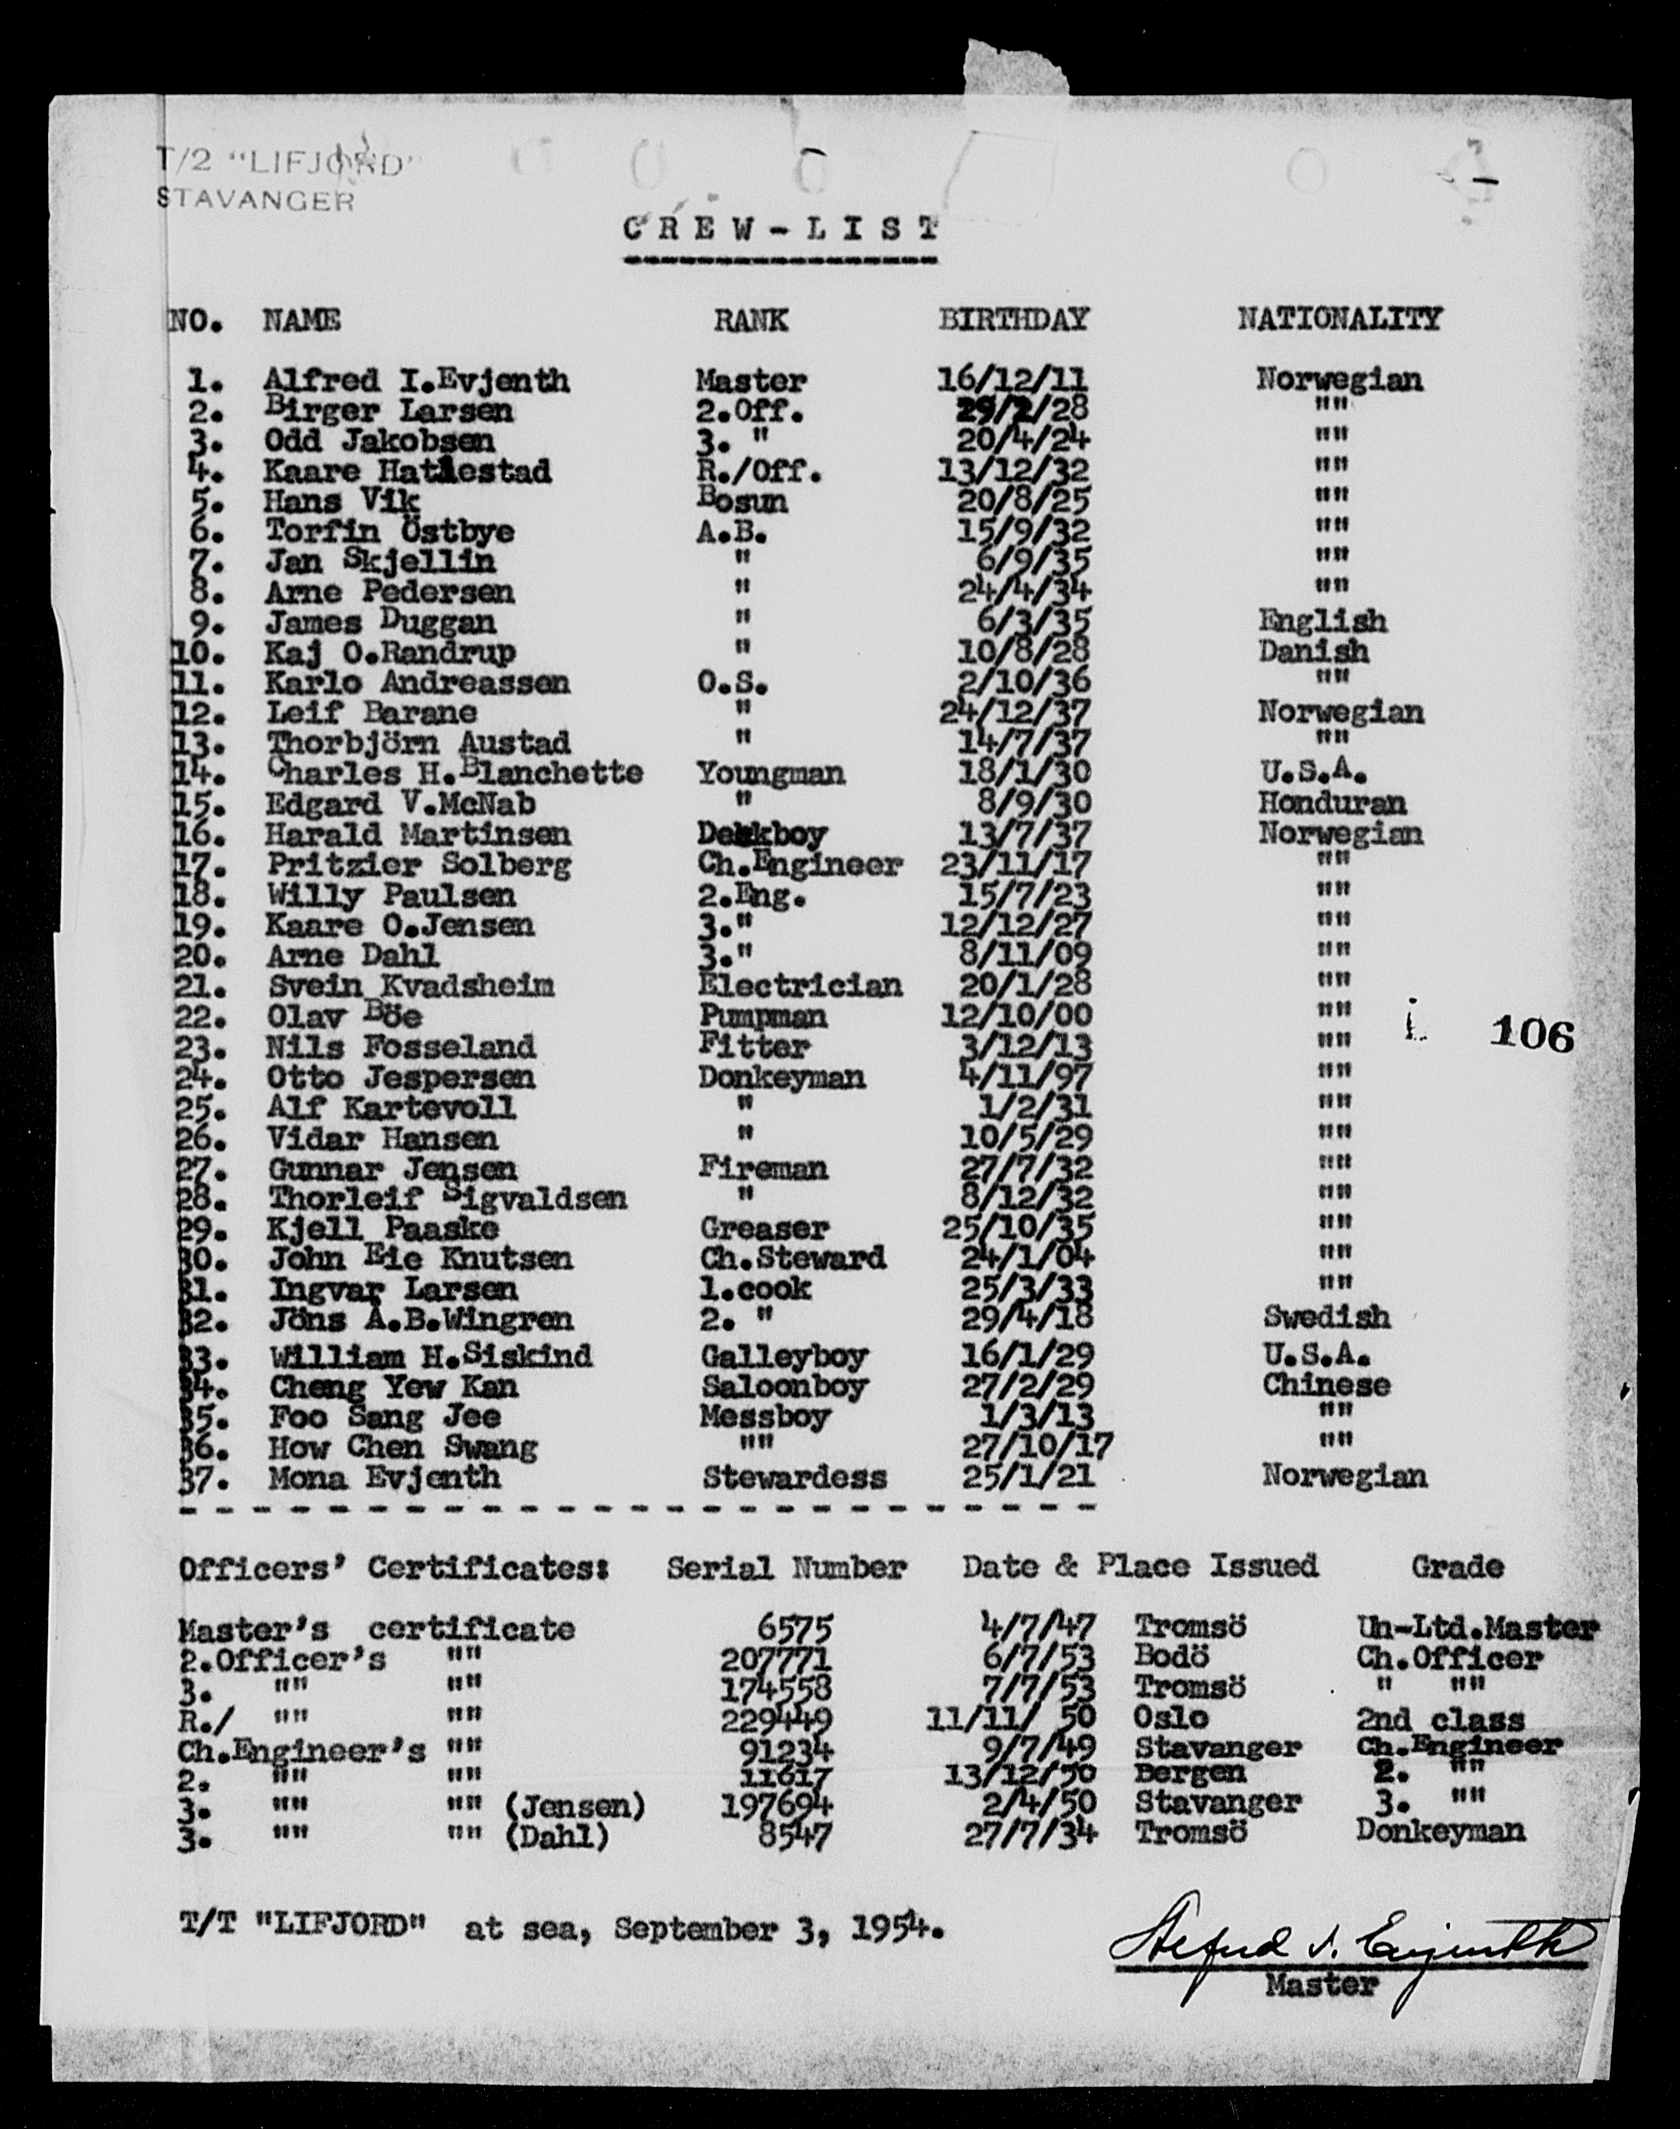 T/2 "LIFJORD"
STAVANGER
CREW-LIST
NO. NAME RANK BIRTHDAY NATIONALITY
1. Alfred I.Evjenth Master 16/12/11 Norwegian
2. Birger Larsen 2.Off. 29/2/28 ""
3. Odd Jakobsen 3. " 20/4/24 ""
4. Kaare Hatlestad R./Off. 13/12/32 ""
5. Hans Vik Bosun 20/8/25 ""
6. Torfin Östbye A.B. 15/9/32 ""
7. Jan Skjellin " 6/9/35 ""
8. Arne Pedersen " 24/4/34 ""
9. James Duggan " 6/3/35 English
10. Kaj O.Randrup " 10/8/28 Danish
11. Karlo Andreassen O.S. 2/10/36 ""
12. Leif Barane " 24/12/37 Norwegian
13. Thorbjörn Austad " 14/7/37 ""
14. Charles H.Blanchette Youngman 18/1/30 U.S.A.
15. Edgard V.McNab " 8/9/30 Honduran
16. Harald Martinsen Dekkboy 13/7/37 Norwegian
17. Pritzier Solberg Ch.Engineer 23/11/17 ""
18. Willy Paulsen 2.Eng. 15/7/23 ""
19. Kaare O.Jensen 3." 12/12/27 ""
20. Arne Dahl 3." 8/11/09 ""
21. Svein Kvadsheim Electrician 20/1/28 ""
22. Olav Böe Pumpman 12/10/00 ""
23. Nils Fosseland Fitter 3/12/13 ""
24. Otto Jespersen Donkeyman 4/11/97 ""
25. Alf Kartevoll " 1/2/31 ""
26. Vidar Hansen " 10/5/29 ""
27. Gunnar Jensen Fireman 27/7/32 ""
28. Thorleif Sigvaldsen " 8/12/32 ""
29. Kjell Paaske Greaser 25/10/35 ""
30. John Eie Knutsen Ch.Steward 24/1/04 ""
31. Ingvar Larsen 1.cook 25/3/33 ""
32. Jöns Å.B.Wingren 2. " 29/4/18 Swedish
33. William H.Siskind Galleyboy 16/1/29 U.S.A.
34. Cheng Yew Kan Saloonboy 27/2/29 Chinese
35. Foo Sang Jee Messboy 1/3/13 ""
36. How Chen Swang "" 27/10/17 ""
37. Mona Evjenth Stewardess 25/1/21 Norwegian
106
Officers' Certificates: Serial Number Date & Place Issued Grade
Master's certificate 6575 4/7/47 Tromsö Un-Ltd.Master
2.Officer's "" 207771 6/7/53 Bodö Ch.Officer
3. "" "" 174558 7/7/53 Tromsö " ""
R./ "" "" 229449 11/11/ 50 Oslo 2nd class
Ch.Engineer's "" 91234 9/7/49 Stavanger Ch.Engineer
2. "" "" 11617 13/12/50 Bergen 2. ""
3. "" "" (Jensen) 197694 2/4/50 Stavanger 3. ""
3. "" "" (Dahl) 8547 27/7/34 Tromsö Donkeyman
T/T "LIFJORD" at sea, September 3, 1954.
Alfred I. Evjenth
Master